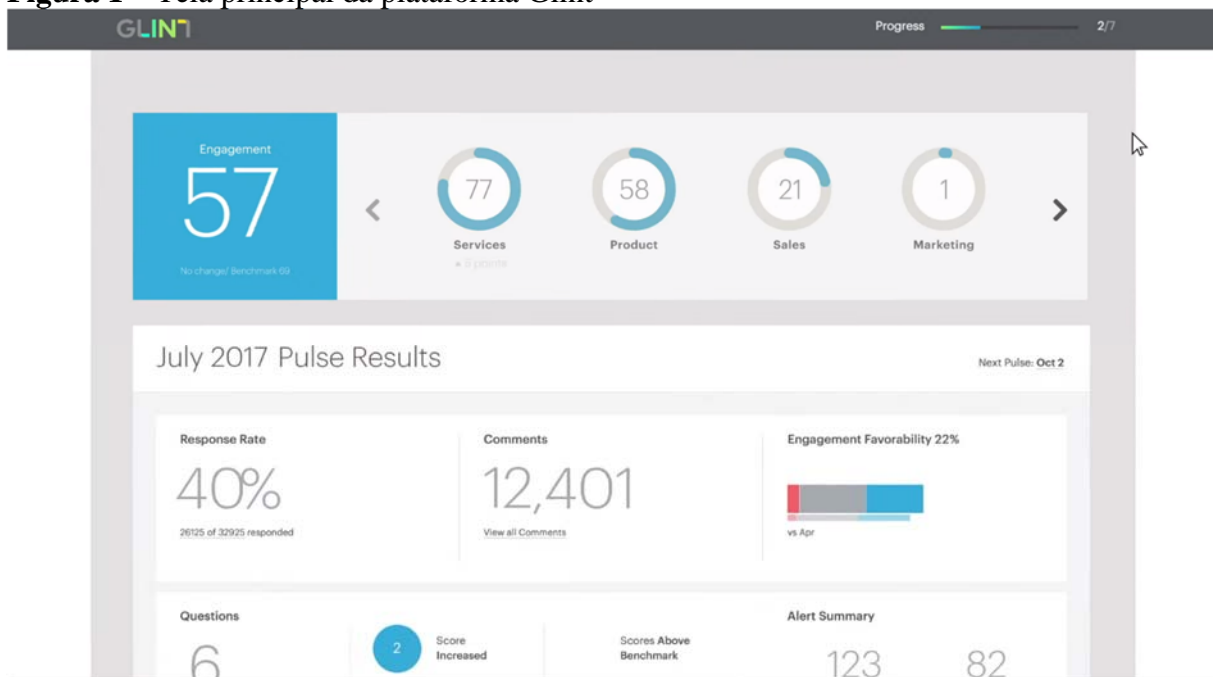 Figura 1 – Tela principal da plataforma Glint
GLINT
Progress
2/7
Engagement
57
No change/ Benchmark 69
77
Services
58
Product
21
Sales
1
Marketing
July 2017 Pulse Results
Next Pulse: Oct 2
Response Rate
40%
26125 of 32925 responded
Comments
12,401
View all Comments
Engagement Favorability 22%
vs Apr
Questions
6
2
Score
Increased
Scores Above
Benchmark
Alert Summary
123
82